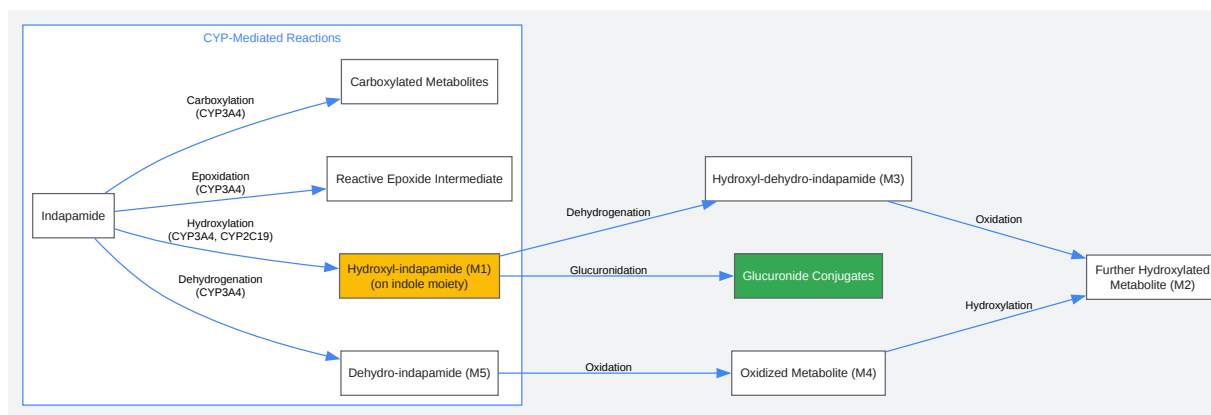 CYP-Mediated Reactions
Carboxylated Metabolites
Carboxylation
(CYP3A4)
Epoxidation
(CYP3A4)
Reactive Epoxide Intermediate
Hydroxyl-dehydro-indapamide (M3)
Indapamide
Hydroxylation
(CYP3A4, CYP2C19)
Dehydrogenation
Oxidation
Hydroxyl-indapamide (M1)
(on indole moiety)
Glucuronidation
Glucuronide Conjugates
Further Hydroxylated
Metabolite (M2)
Dehydrogenation
(CYP3A4)
Hydroxylation
Dehydro-indapamide (M5)
Oxidation
Oxidized Metabolite (M4)